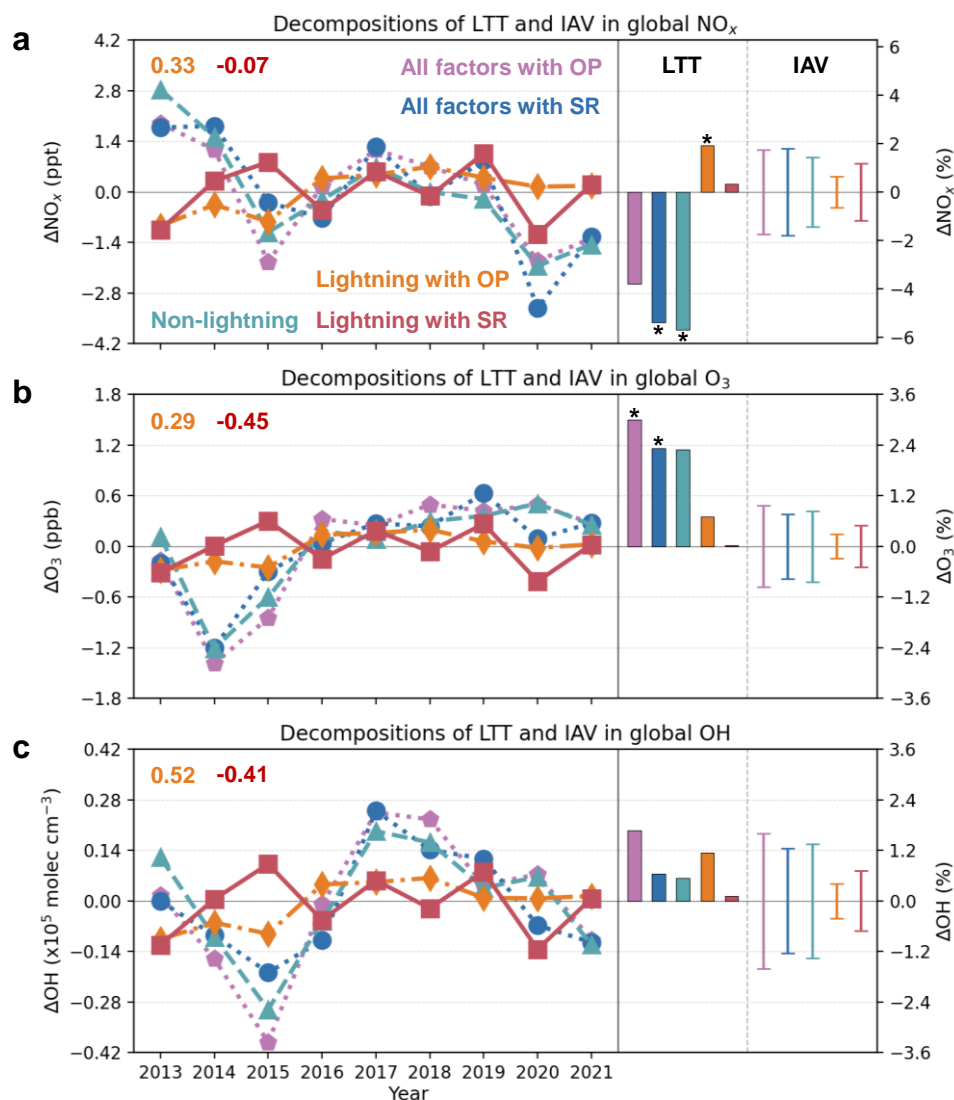 a
Decompositions of LTT and IAV in global NOₓ
4.2
2.8
1.4
0.0
−1.4
−2.8
−4.2
ΔNOₓ (ppt)
0.33 -0.07
All factors with OP
All factors with SR
Lightning with OP
Non-lightning Lightning with SR
LTT IAV
* * *
6
4
2
0
−2
−4
−6
ΔNOₓ (%)
b
Decompositions of LTT and IAV in global O₃
1.8
1.2
0.6
0.0
−0.6
−1.2
−1.8
ΔO₃ (ppb)
0.29 -0.45
* *
3.6
2.4
1.2
0.0
−1.2
−2.4
−3.6
ΔO₃ (%)
c
Decompositions of LTT and IAV in global OH
0.42
0.28
0.14
0.00
−0.14
−0.28
−0.42
ΔOH (x10⁵ molec cm⁻³)
0.52 -0.41
3.6
2.4
1.2
0.0
−1.2
−2.4
−3.6
ΔOH (%)
2013 2014 2015 2016 2017 2018 2019 2020 2021
Year